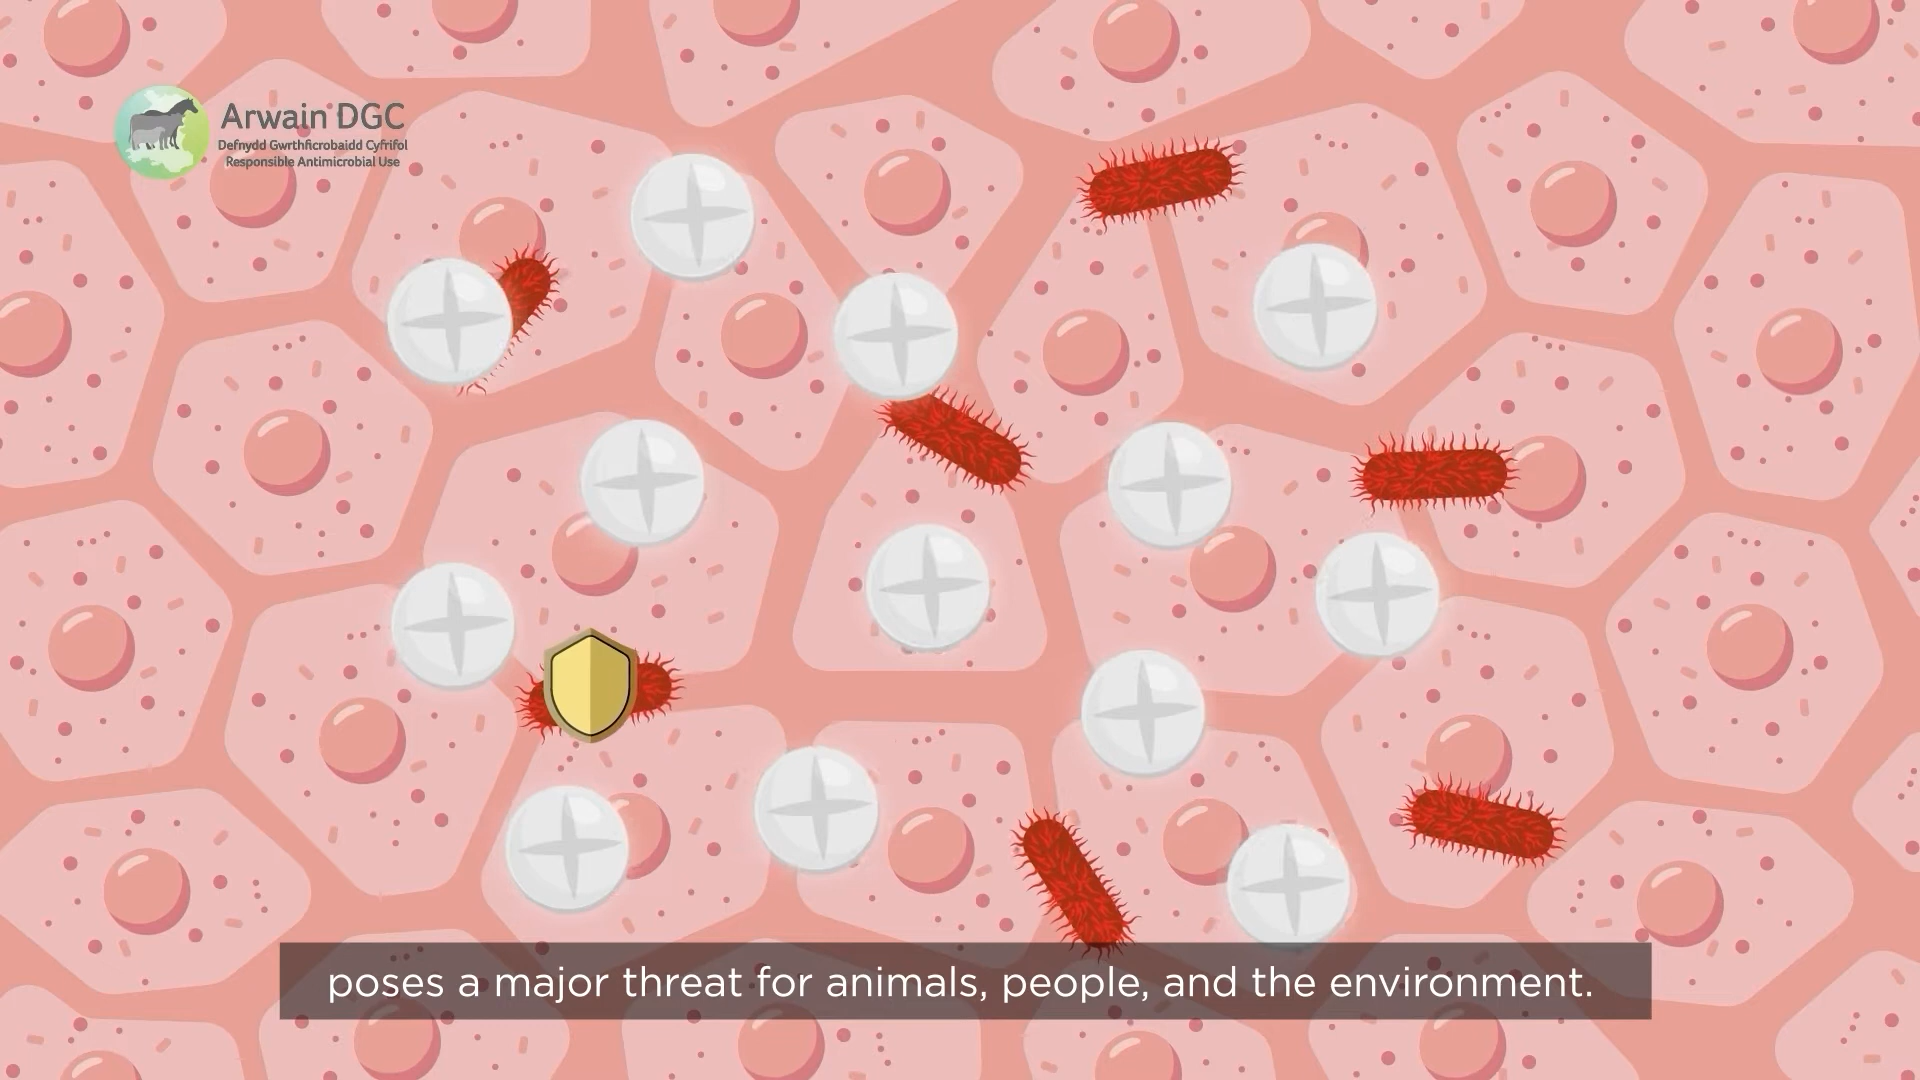 Arwain DGC
Defnydd Gwrthficrobaidd Cyfrifol
Responsible Antimicrobial Use
poses a major threat for animals, people, and the environment.